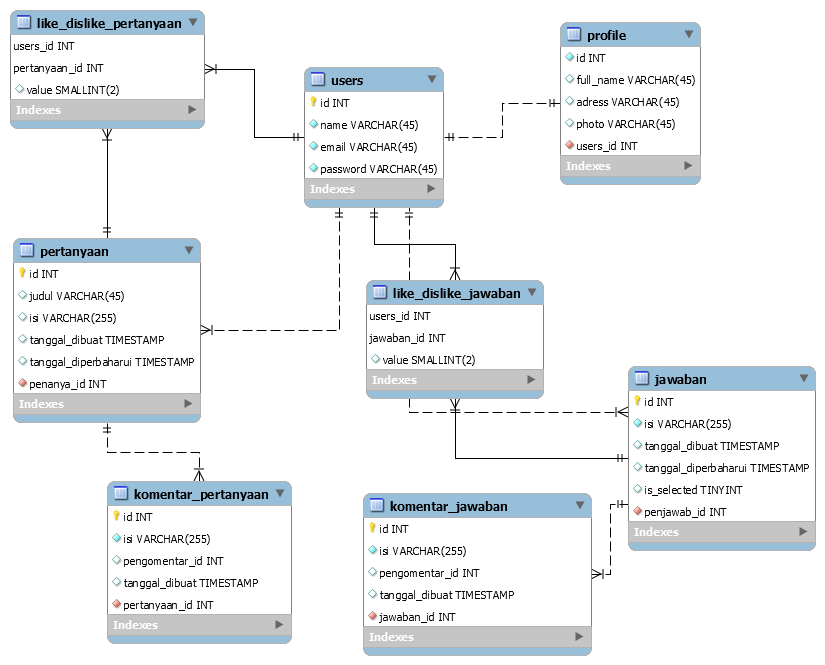 like_dislike_pertanyaan
users_id INT
pertanyaan_id INT
value SMALLINT(2)
Indexes
users
id INT
name VARCHAR(45)
email VARCHAR(45)
password VARCHAR(45)
Indexes
profile
id INT
full_name VARCHAR(45)
adress VARCHAR(45)
photo VARCHAR(45)
users_id INT
Indexes
pertanyaan
id INT
judul VARCHAR(45)
isi VARCHAR(255)
tanggal_dibuat TIMESTAMP
tanggal_diperbaharui TIMESTAMP
penanya_id INT
Indexes
like_dislike_jawaban
users_id INT
jawaban_id INT
value SMALLINT(2)
Indexes
jawaban
id INT
isi VARCHAR(255)
tanggal_dibuat TIMESTAMP
tanggal_diperbaharui TIMESTAMP
is_selected TINYINT
penjawab_id INT
Indexes
komentar_pertanyaan
id INT
isi VARCHAR(255)
pengomentar_id INT
tanggal_dibuat TIMESTAMP
pertanyaan_id INT
Indexes
komentar_jawaban
id INT
isi VARCHAR(255)
pengomentar_id INT
tanggal_dibuat TIMESTAMP
jawaban_id INT
Indexes